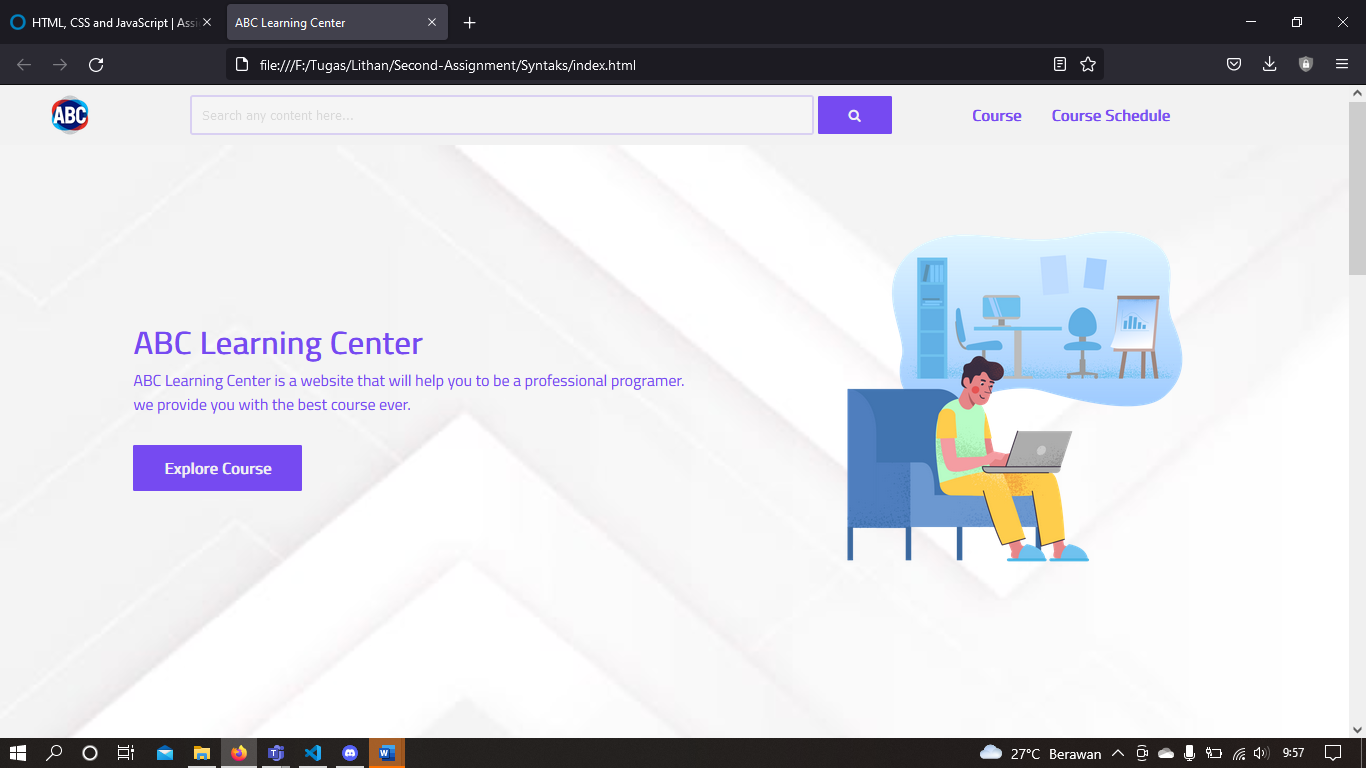 HTML, CSS and JavaScript | Assi
ABC Learning Center
file:///F:/Tugas/Lithan/Second-Assignment/Syntaks/index.html
ABC
Search any content here...
Course
Course Schedule
ABC Learning Center
ABC Learning Center is a website that will help you to be a professional programer.
we provide you with the best course ever.
Explore Course
27°C Berawan
9:57